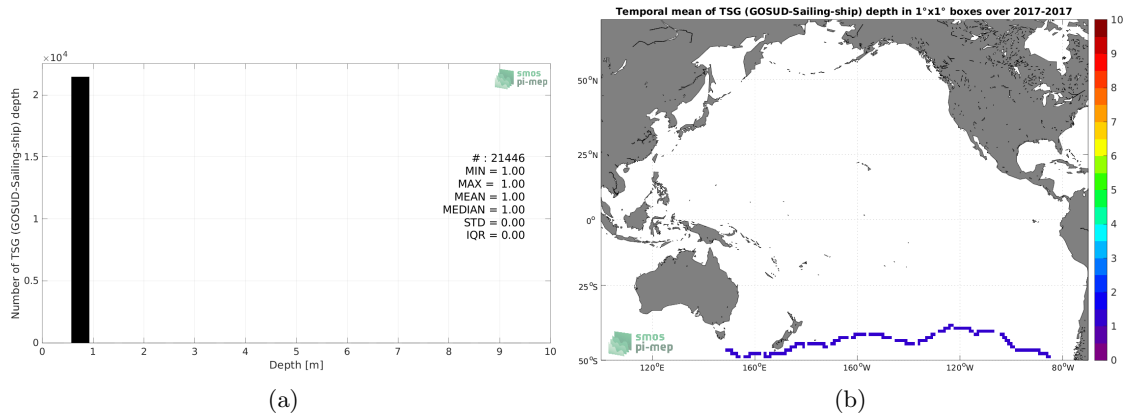 ×10⁴
2
1.5
1
0.5
0
Number of TSG (GOSUD-Sailing-ship) depth
smos
pi-mep
# : 21446
MIN = 1.00
MAX = 1.00
MEAN = 1.00
MEDIAN = 1.00
STD = 0.00
IQR = 0.00
0 1 2 3 4 5 6 7 8 9 10
Depth [m]
(a)
Temporal mean of TSG (GOSUD-Sailing-ship) depth in 1°x1° boxes over 2017-2017
50°N
25°N
0°
25°S
50°S
smos
pi-mep
120°E 160°E 160°W 120°W 80°W
10
9
8
7
6
5
4
3
2
1
0
(b)